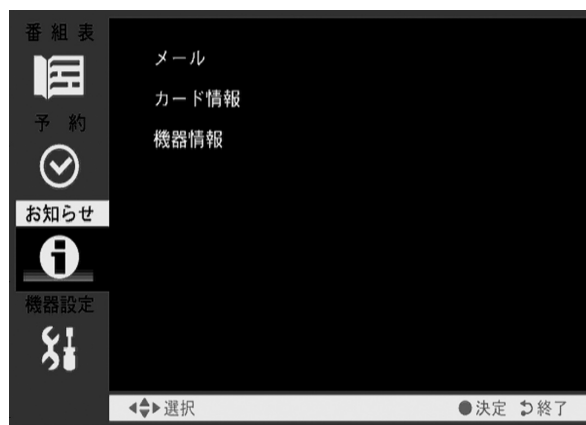 番組表
予約
お知らせ
機器設定
メール
カード情報
機器情報
選択
決定 終了